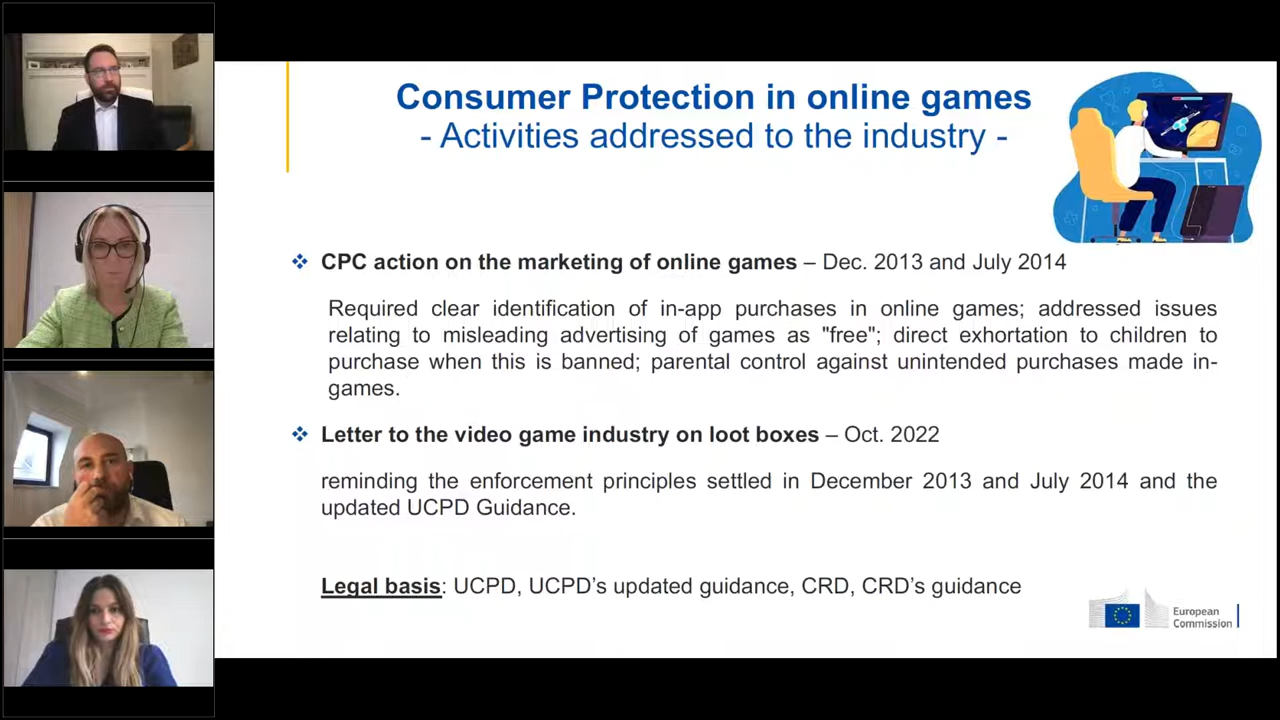 Consumer Protection in online games
- Activities addressed to the industry -
❖ CPC action on the marketing of online games – Dec. 2013 and July 2014
Required clear identification of in-app purchases in online games; addressed issues
relating to misleading advertising of games as "free"; direct exhortation to children to
purchase when this is banned; parental control against unintended purchases made in-
games.
❖ Letter to the video game industry on loot boxes – Oct. 2022
reminding the enforcement principles settled in December 2013 and July 2014 and the
updated UCPD Guidance.
Legal basis: UCPD, UCPD’s updated guidance, CRD, CRD’s guidance
European
Commission